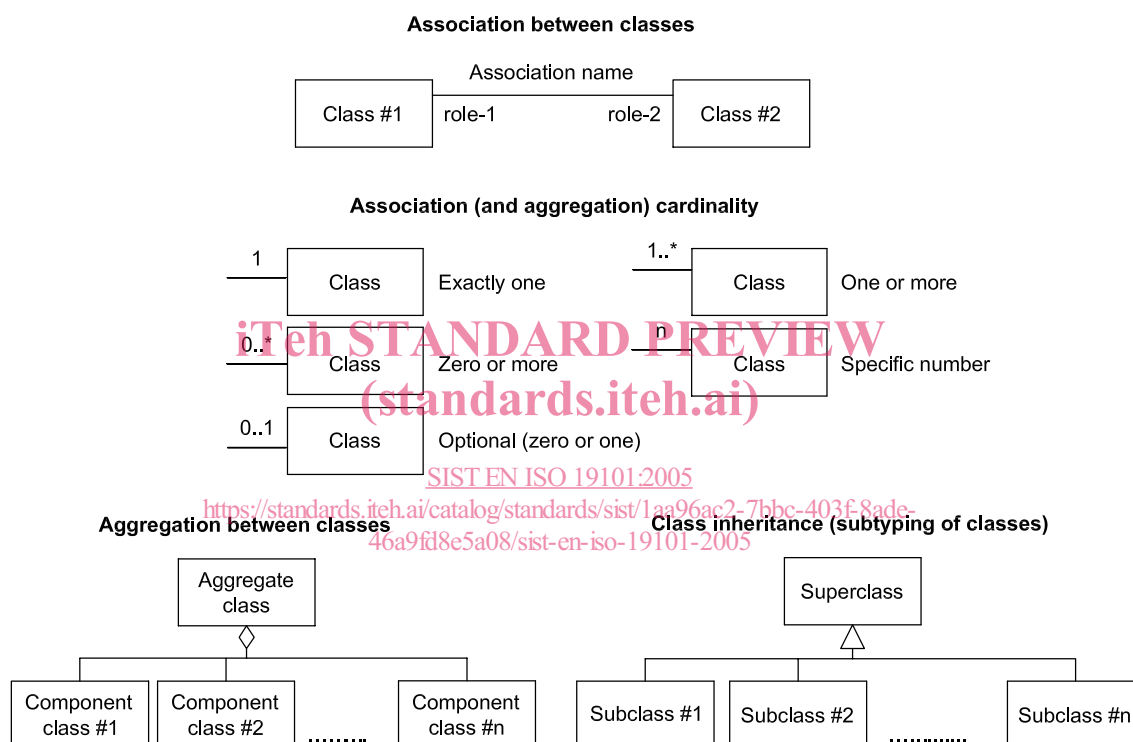 Association between classes
Association name
Class #1
role-1
role-2
Class #2
Association (and aggregation) cardinality
1
Class
Exactly one
1..*
Class
One or more
iTeh STANDARD PREVIEW
0..*
Class
Zero or more
n
Class
Specific number
(standards.iteh.ai)
0..1
Class
Optional (zero or one)
SIST EN ISO 19101:2005
https://standards.iteh.ai/catalog/standards/sist/1aa96ac2-7bbc-403f-8ade-
46a9fd8e5a08/sist-en-iso-19101-2005
Aggregation between classes
Class inheritance (subtyping of classes)
Aggregate
class
Superclass
Component
class #1
Component
class #2
.........
Component
class #n
Subclass #1
Subclass #2
............
Subclass #n